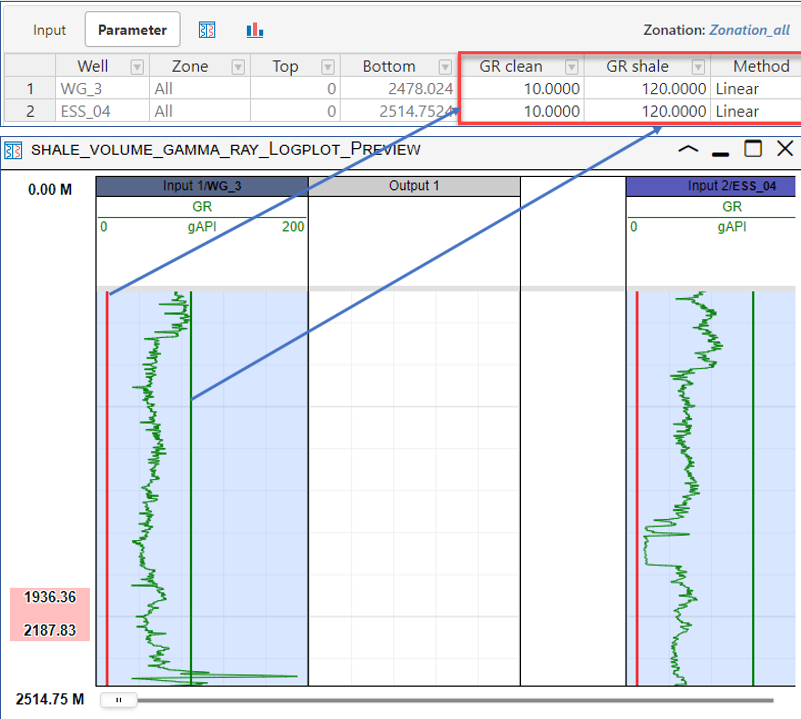 Input Parameter Zonation: Zonation_all
Well Zone Top Bottom GR clean GR shale Method
1 WG_3 All 0 2478.024 10.0000 120.0000 Linear
2 ESS_04 All 0 2514.7524 10.0000 120.0000 Linear
SHALE_VOLUME_GAMMA_RAY_LOGPLOT_PREVIEW
0.00 M Input 1/WG_3 Output 1 Input 2/ESS_04
GR GR
0 gAPI 200 0 gAPI
1936.36
2187.83
2514.75 M